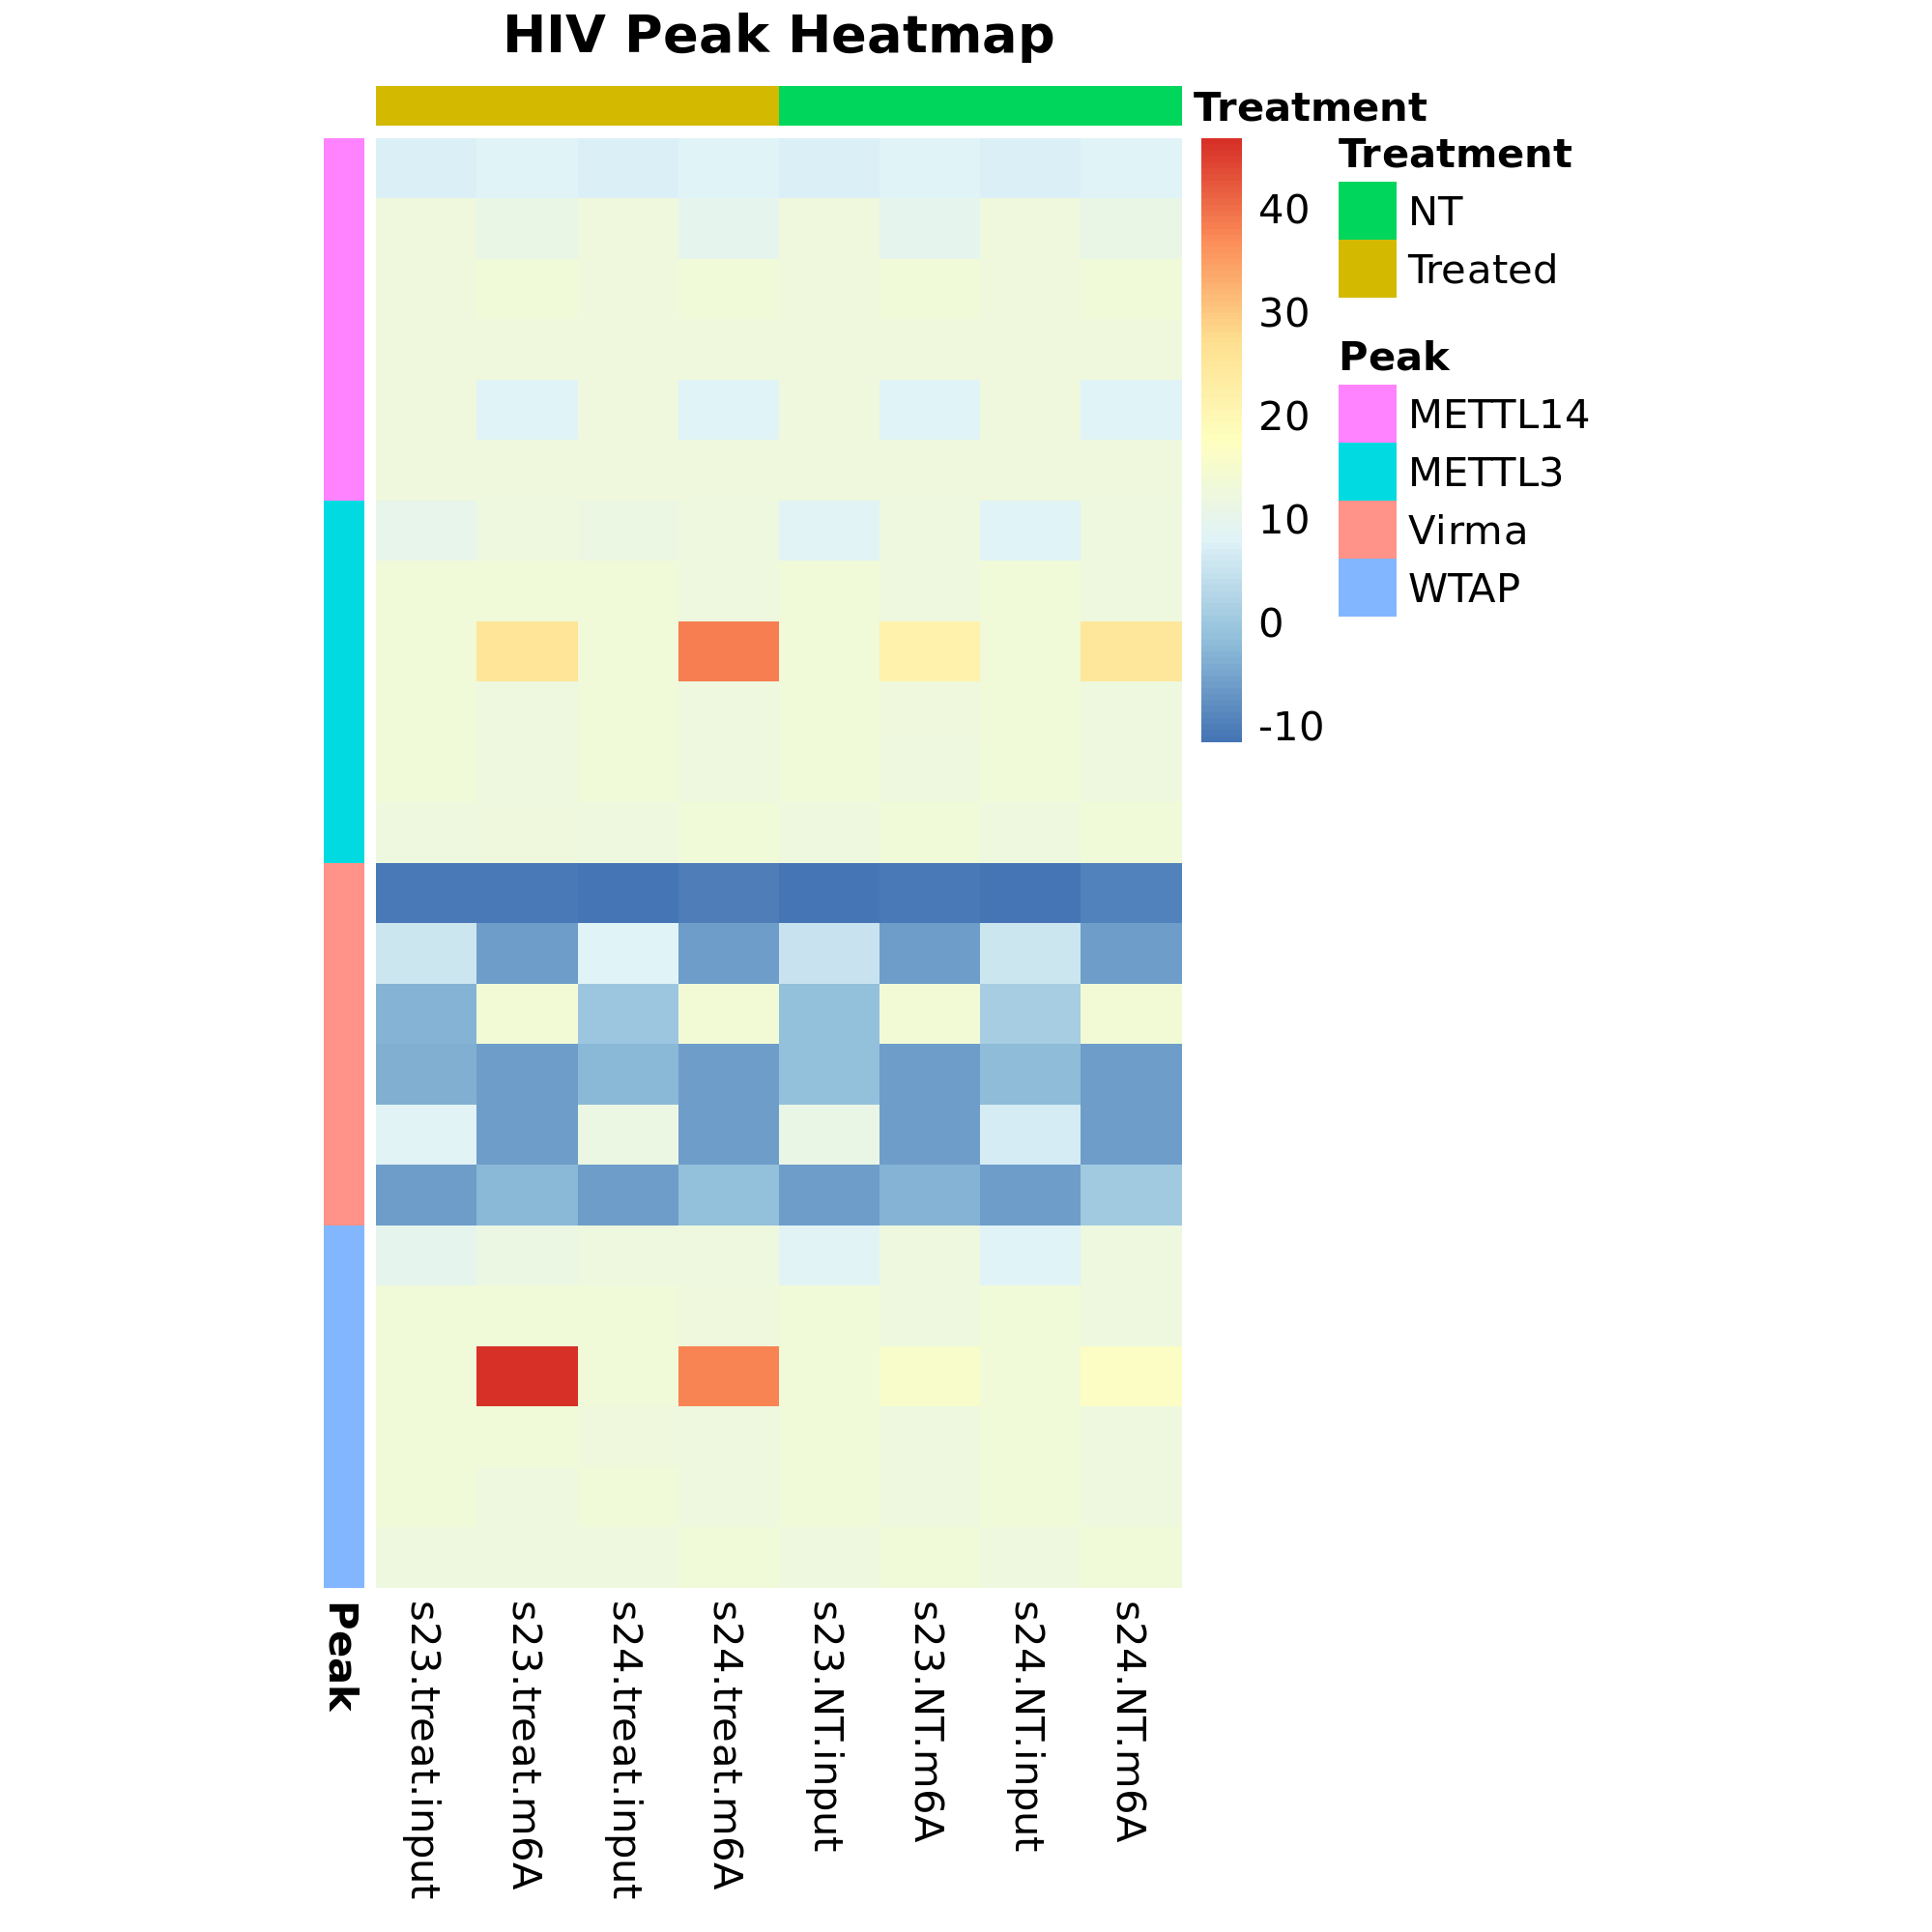 HIV Peak Heatmap
Treatment
40
30
20
10
0
-10
Treatment
NT
Treated
Peak
METTL14
METTL3
Virma
WTAP
Peak
s23.treat.input
s23.treat.m6A
s24.treat.input
s24.treat.m6A
s23.NT.input
s23.NT.m6A
s24.NT.input
s24.NT.m6A